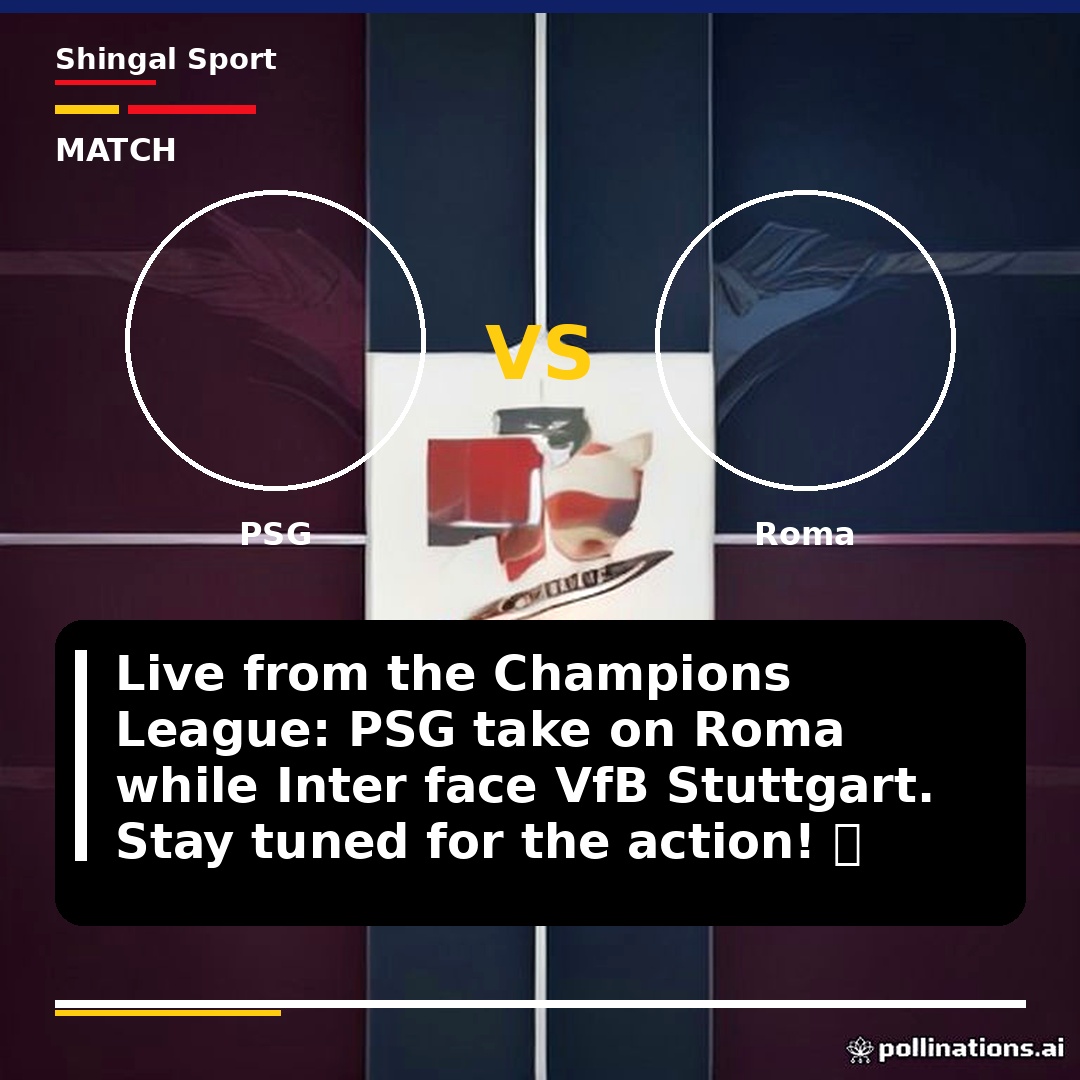 Shingal Sport
MATCH
VS
PSG
Roma
Live from the Champions
League: PSG take on Roma
while Inter face VfB Stuttgart.
Stay tuned for the action! 
pollinations.ai